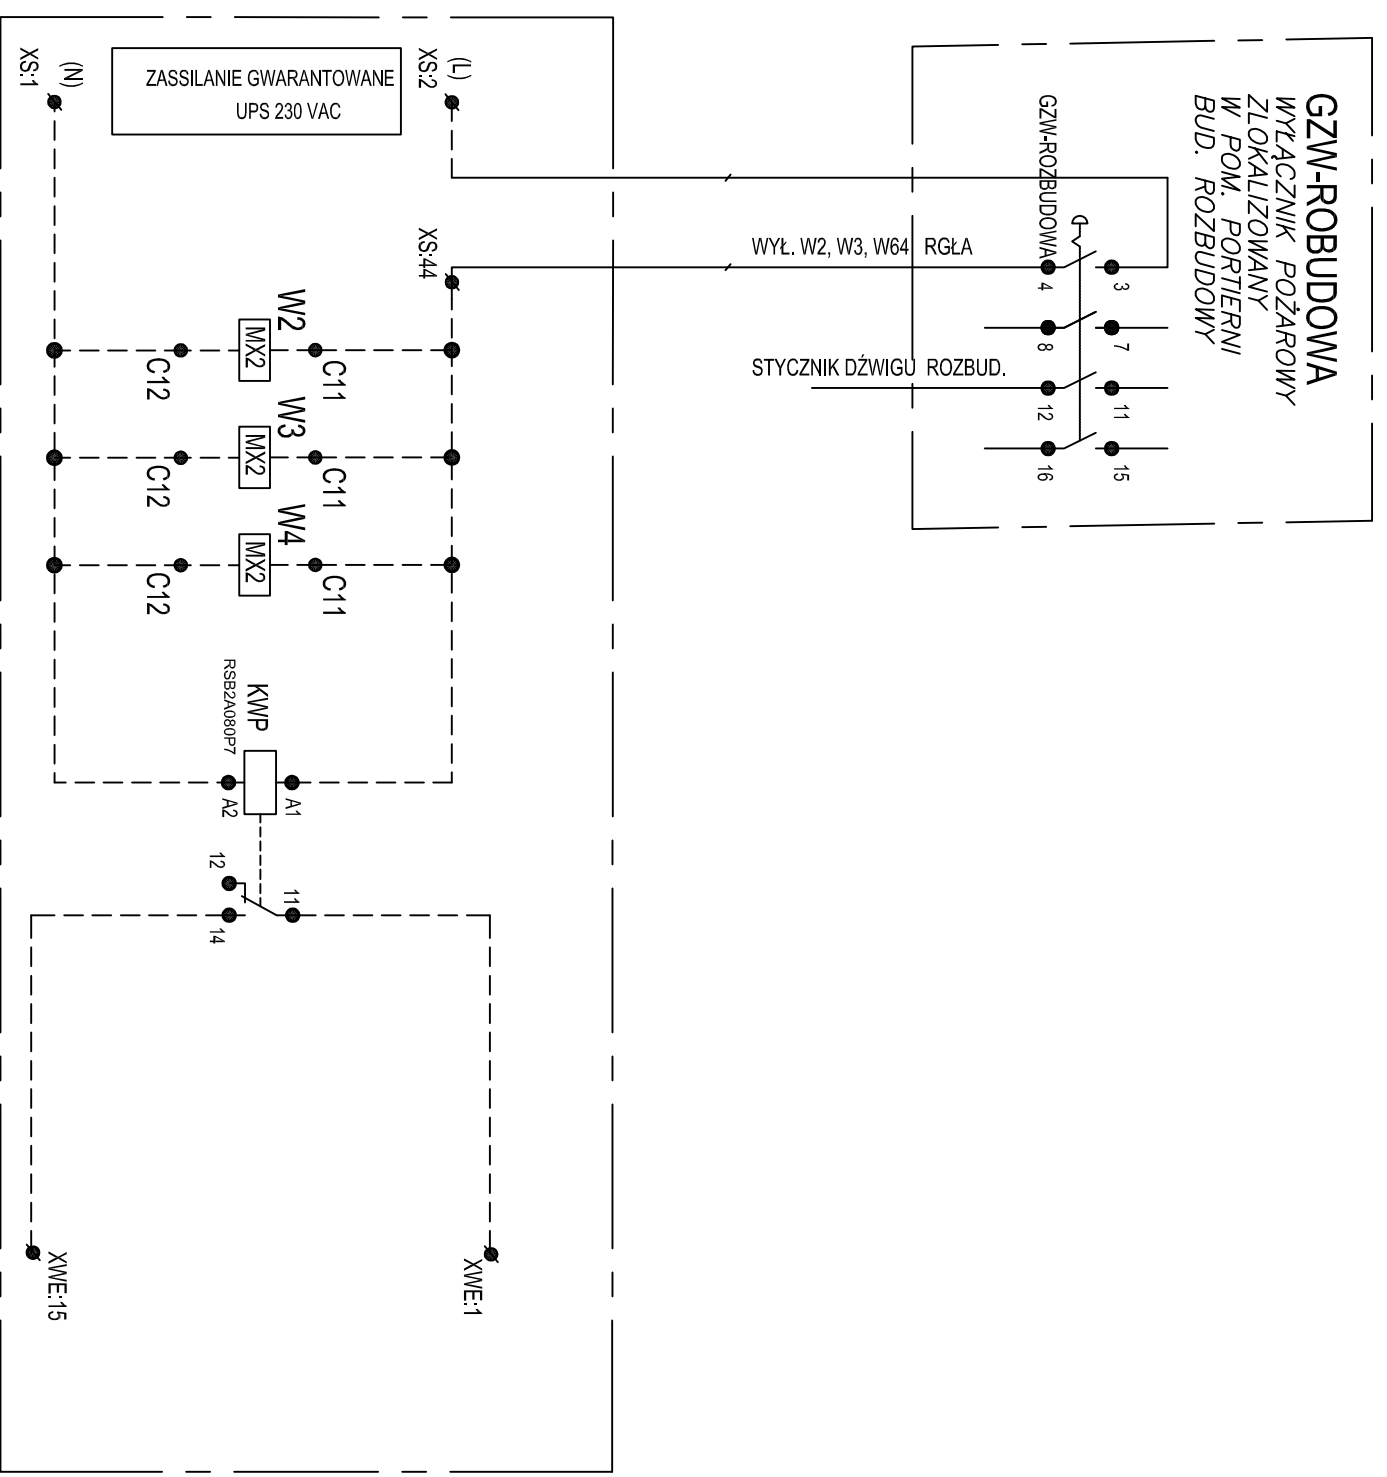 GZW-ROBUDOWA
WYŁĄCZNIK POŻAROWY
ZLOKALIZOWANY
W POM. PORTIERNI
BUD. ROZBUDOWY
GZW-ROZBUDOWA
3
4
7
8
11
12
15
16
WYŁ. W2, W3, W64 RGŁA
STYCZNIK DŹWIGU ROZBUD.
(L)
XS:2
ZASSILANIE GWARANTOWANE
UPS 230 VAC
(N)
XS:1
XS:44
W2
C11
MX2
C12
W3
C11
MX2
C12
W4
C11
MX2
C12
KWP
RSB2A080P7
A1
A2
11
12
14
XWE:1
XWE:15